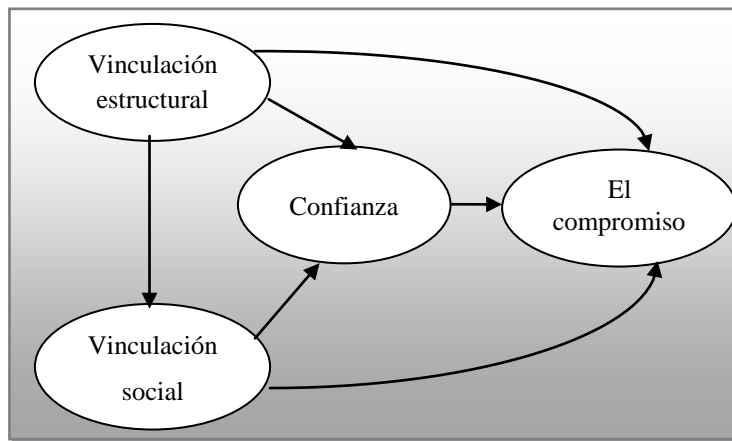 Vinculación
estructural
Confianza
El
compromiso
Vinculación
social